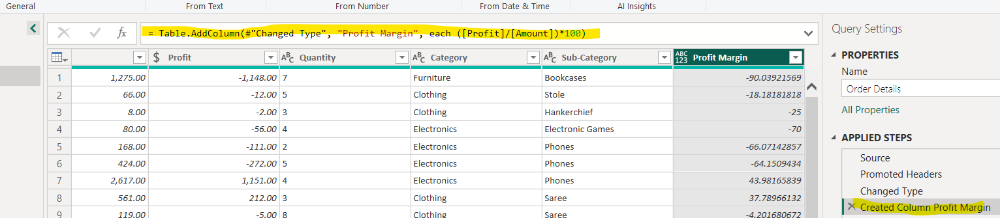 General From Text From Number From Date & Time AI Insights
fx = Table.AddColumn(#"Changed Type", "Profit Margin", each ([Profit]/[Amount])*100)
$ Profit ABC Quantity ABC Category ABC Sub-Category ABC 123 Profit Margin
1 1,275.00 -1,148.00 7 Furniture Bookcases -90.03921569
2 66.00 -12.00 5 Clothing Stole -18.18181818
3 8.00 -2.00 3 Clothing Hankerchief -25
4 80.00 -56.00 4 Electronics Electronic Games -70
5 168.00 -111.00 2 Electronics Phones -66.07142857
6 424.00 -272.00 5 Electronics Phones -64.1509434
7 2,617.00 1,151.00 4 Electronics Phones 43.98165839
8 561.00 212.00 3 Clothing Saree 37.78966132
9 119.00 -5.00 8 Clothing Saree -4.201680672
Query Settings
PROPERTIES
Name
Order Details
All Properties
APPLIED STEPS
Source
Promoted Headers
Changed Type
Created Column Profit Margin